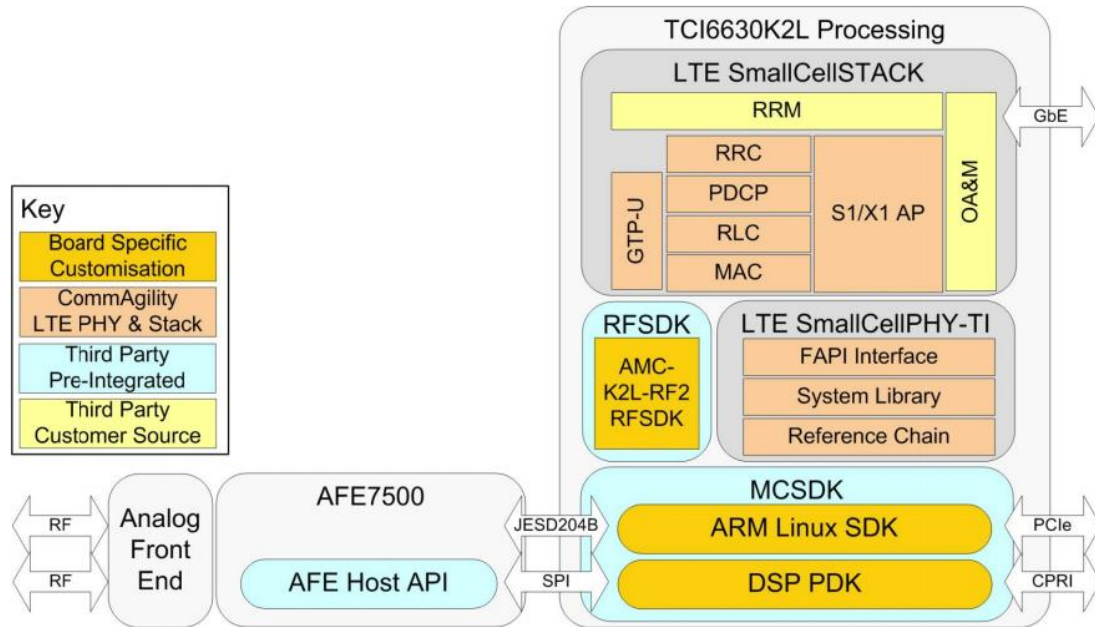 TCI6630K2L Processing
LTE SmallCellSTACK
RRM
GbE
RRC
PDCP
RLC
MAC
GTP-U
S1/X1 AP
OA&M
Key
Board Specific
Customisation
CommAgility
LTE PHY & Stack
Third Party
Pre-Integrated
Third Party
Customer Source
RFSDK
AMC-
K2L-RF2
RFSDK
LTE SmallCellPHY-TI
FAPI Interface
System Library
Reference Chain
RF
RF
Analog
Front
End
AFE7500
AFE Host API
JESD204B
SPI
MCSDK
ARM Linux SDK
DSP PDK
PCIe
CPRI